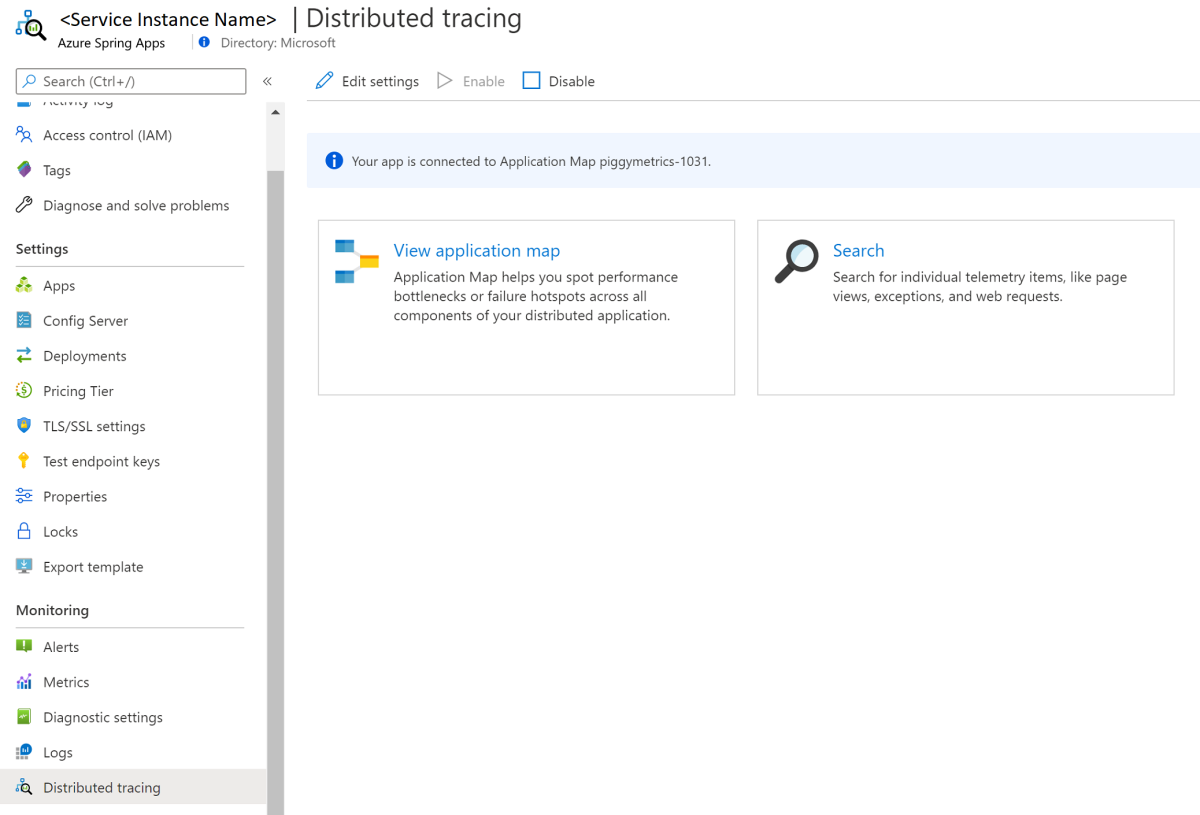 <Service Instance Name> | Distributed tracing
Azure Spring Apps Directory: Microsoft
Search (Ctrl+/) «
Activity log
Access control (IAM)
Tags
Diagnose and solve problems
Settings
Apps
Config Server
Deployments
Pricing Tier
TLS/SSL settings
Test endpoint keys
Properties
Locks
Export template
Monitoring
Alerts
Metrics
Diagnostic settings
Logs
Distributed tracing
Edit settings Enable Disable
Your app is connected to Application Map piggymetrics-1031.
View application map
Application Map helps you spot performance
bottlenecks or failure hotspots across all
components of your distributed application.
Search
Search for individual telemetry items, like page
views, exceptions, and web requests.